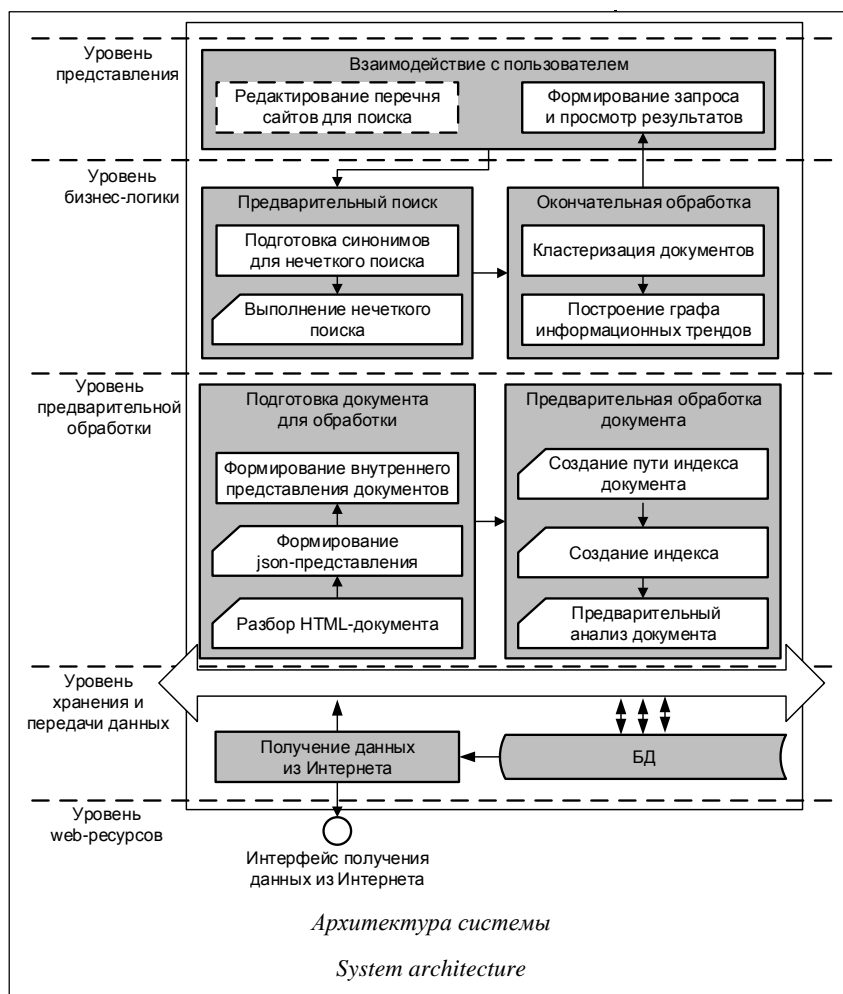 Уровень
представления
Взаимодействие с пользователем
Редактирование перечня
сайтов для поиска
Формирование запроса
и просмотр результатов
Уровень
бизнес-логики
Предварительный поиск
Подготовка синонимов
для нечеткого поиска
Выполнение нечеткого
поиска
Окончательная обработка
Кластеризация документов
Построение графа
информационных трендов
Уровень
предварительной
обработки
Подготовка документа
для обработки
Формирование внутреннего
представления документов
Формирование
json-представления
Разбор HTML-документа
Предварительная обработка
документа
Создание пути индекса
документа
Создание индекса
Предварительный
анализ документа
Уровень
хранения и
передачи данных
Получение данных
из Интернета
БД
Уровень
web-ресурсов
Интерфейс получения
данных из Интернета
Архитектура системы
System architecture